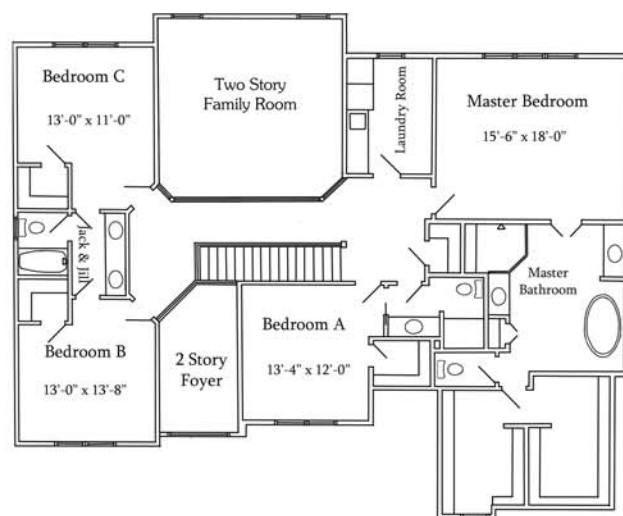 Bedroom C
13'-0" x 11'-0"
Two Story
Family Room
Laundry Room
Master Bedroom
15'-6" x 18'-0"
Jack & Jill
Master
Bathroom
Bedroom B
13'-0" x 13'-8"
2 Story
Foyer
Bedroom A
13'-4" x 12'-0"